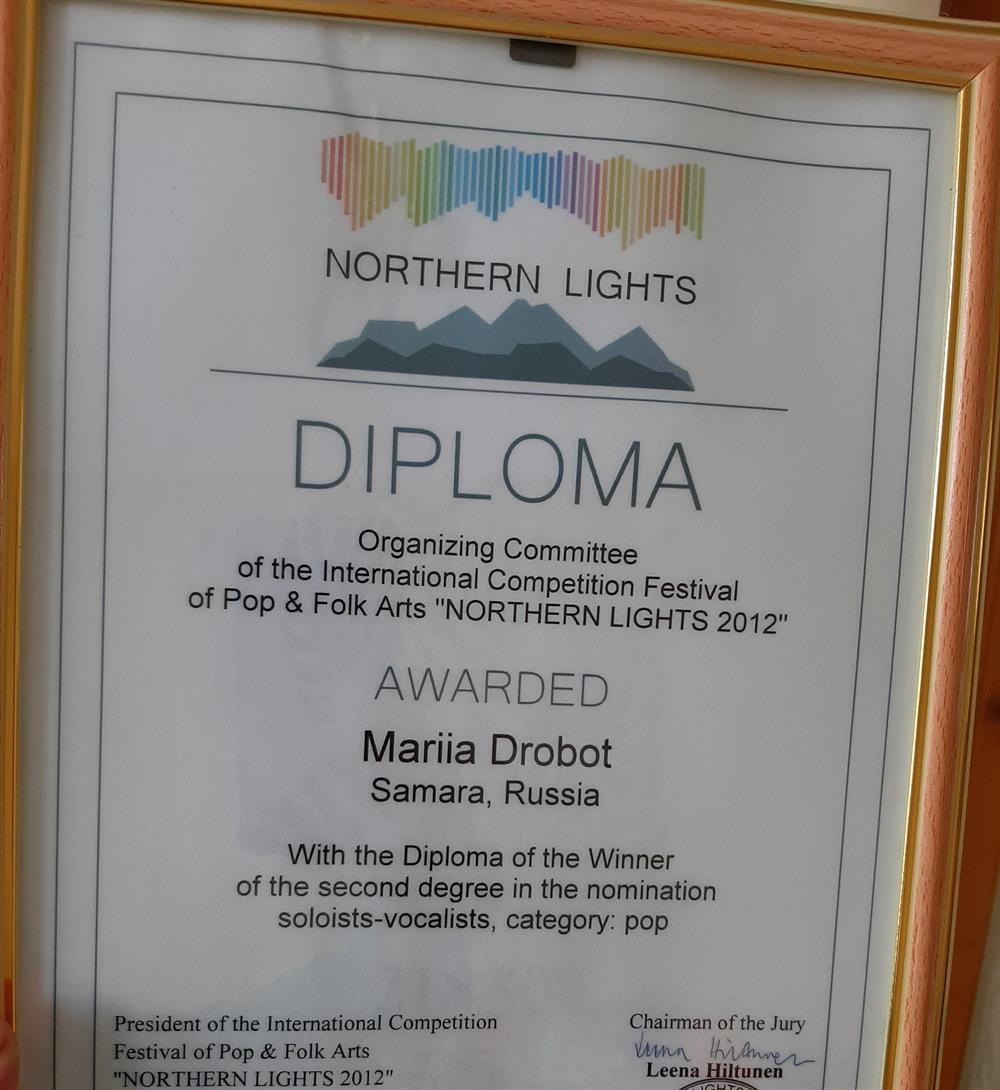 NORTHERN LIGHTS
DIPLOMA
Organizing Committee
of the International Competition Festival
of Pop & Folk Arts "NORTHERN LIGHTS 2012"
AWARDED
Mariia Drobot
Samara, Russia
With the Diploma of the Winner
of the second degree in the nomination
soloists-vocalists, category: pop
President of the International Competition
Festival of Pop & Folk Arts
"NORTHERN LIGHTS 2012"
Chairman of the Jury
Leena Hiltunen
LIGHTS